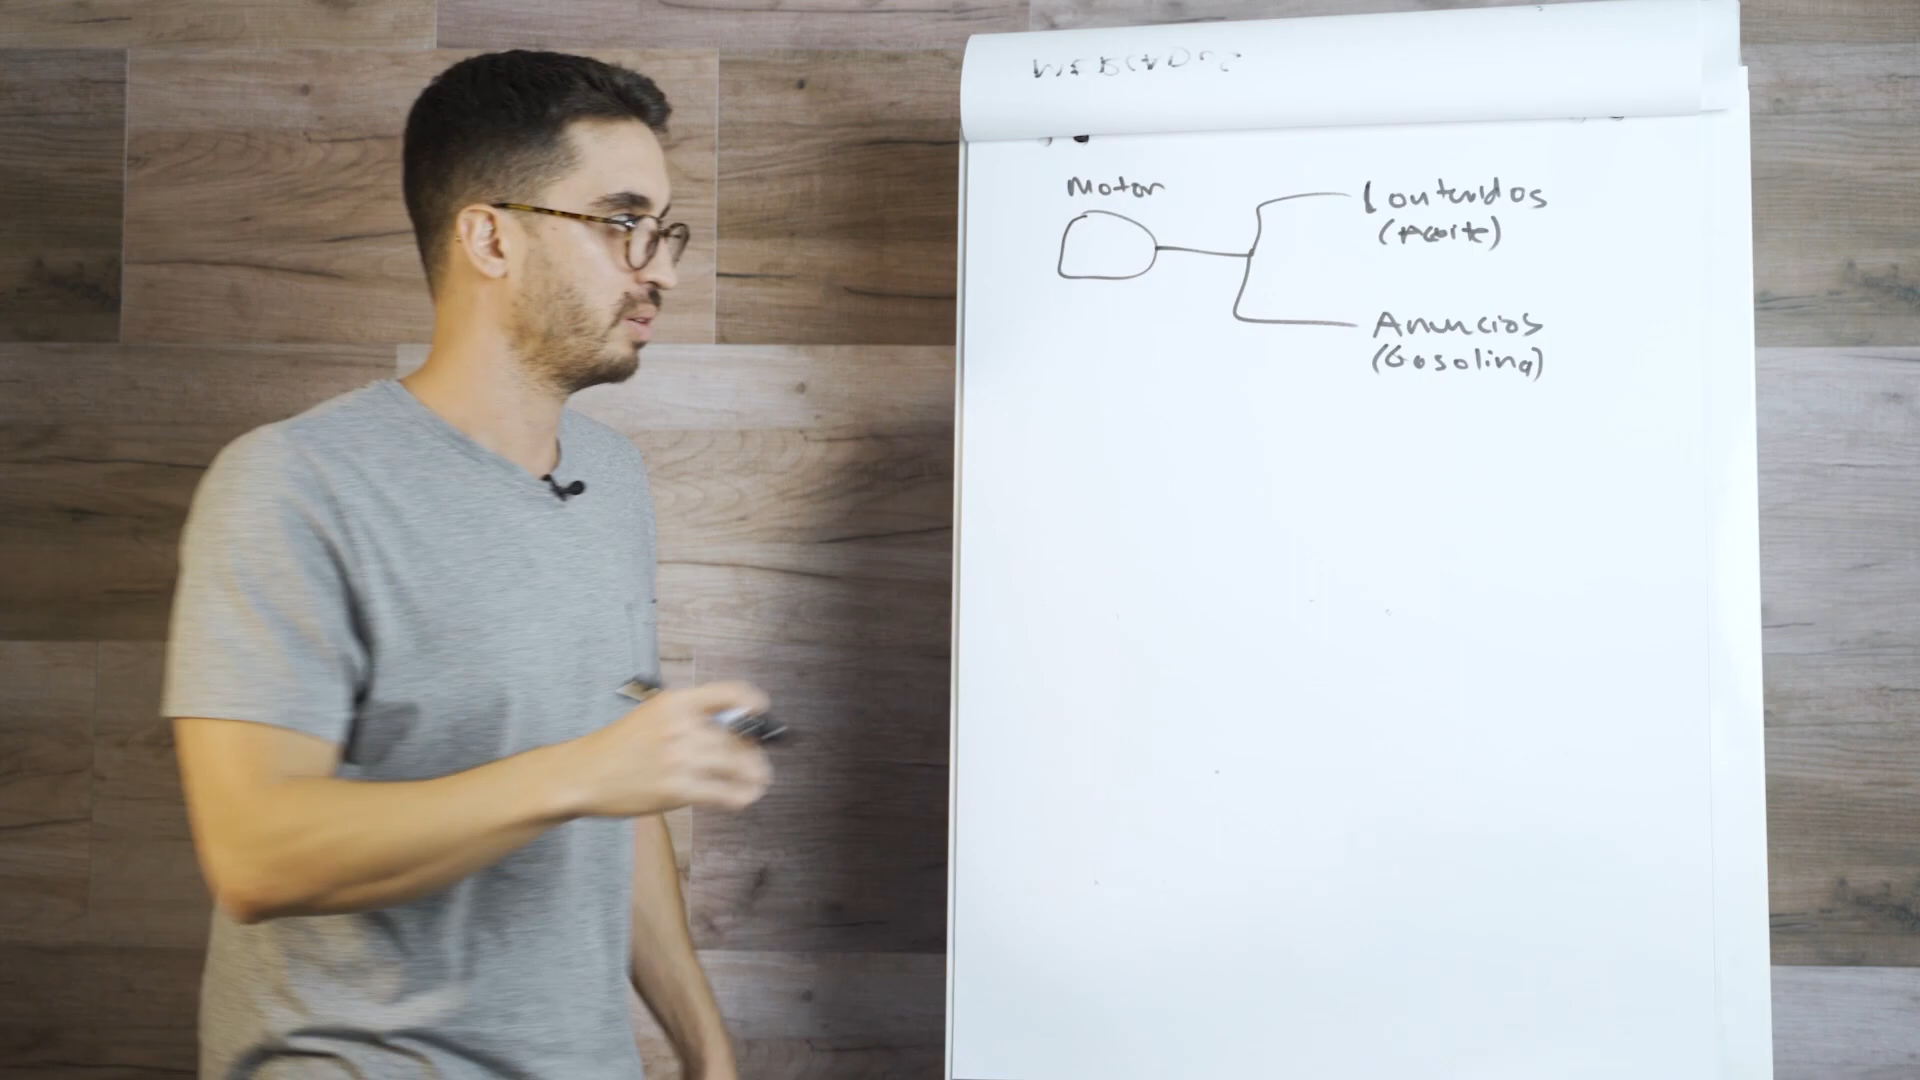 Motor
Contenidos
(Aceite)
Anuncios
(Gasolina)